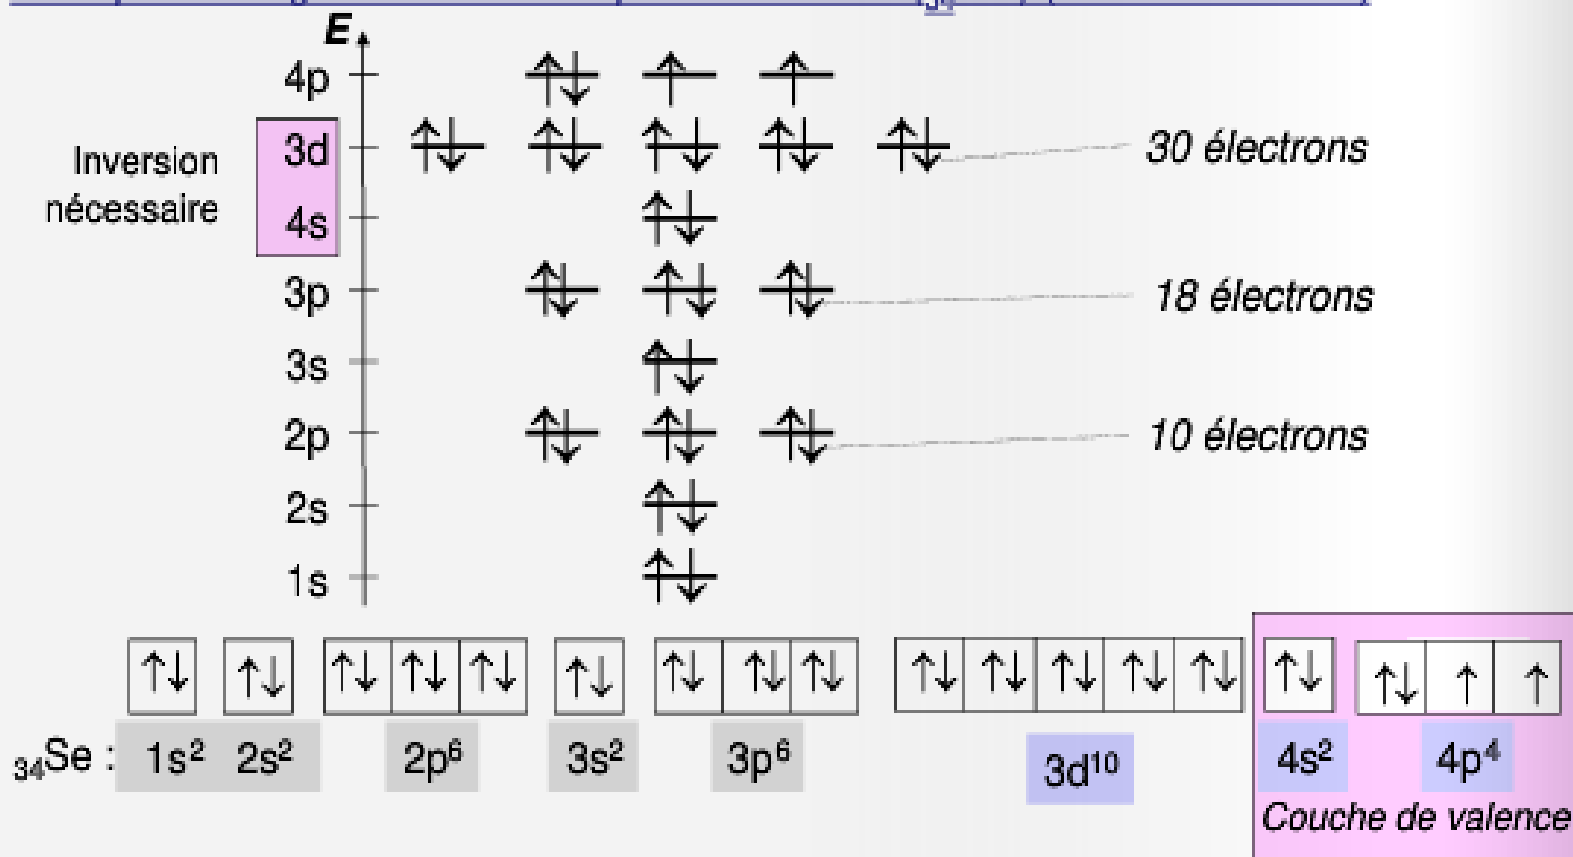 34
E
4p
3d
30 électrons
Inversion
nécessaire
4s
3p
18 électrons
3s
2p
10 électrons
2s
1s
34Se : 1s² 2s² 2p⁶ 3s² 3p⁶ 3d¹⁰ 4s² 4p⁴
Couche de valence